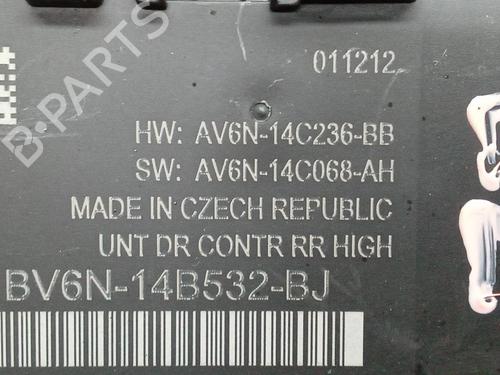 011212
HW: AV6N-14C236-BB
SW: AV6N-14C068-AH
MADE IN CZECH REPUBLIC
UNT DR CONTR RR HIGH
BV6N-14B532-BJ
B-PARTS